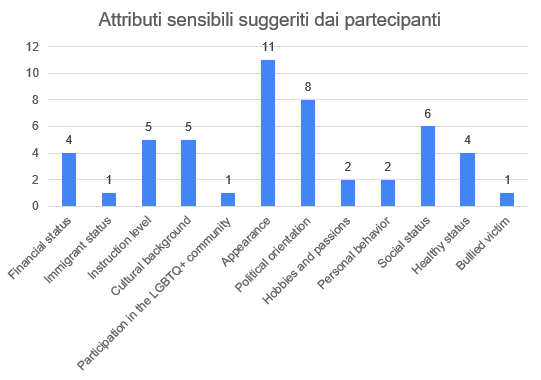 Attributi sensibili suggeriti dai partecipanti
12
10
8
6
4
2
0
4
1
5
5
1
11
8
2
2
6
4
1
Financial status
Immigrant status
Instruction level
Cultural background
Participation in the LGBTQ+ community
Appearance
Political orientation
Hobbies and passions
Personal behavior
Social status
Healthy status
Bullied victim